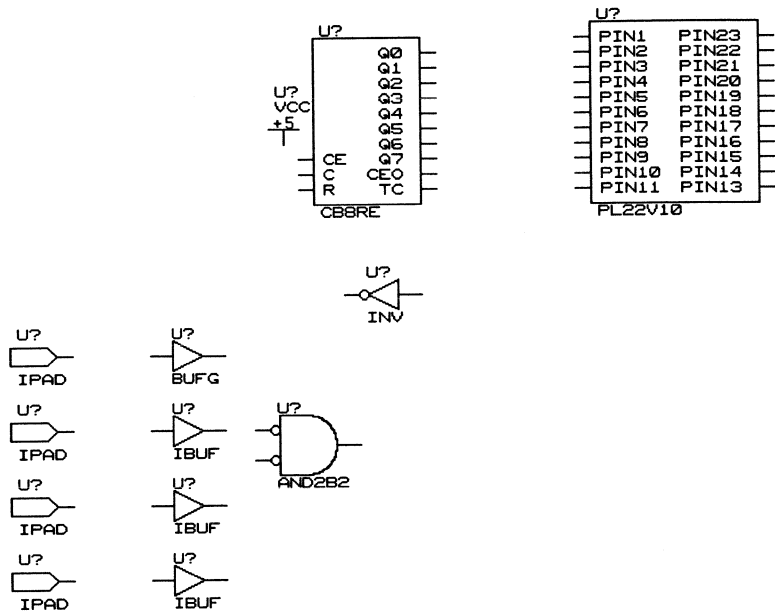 U?
Q0
Q1
Q2
Q3
Q4
Q5
Q6
CE Q7
C CEO
R TC
CB8RE
U?
VCC
+5
U?
PIN1 PIN23
PIN2 PIN22
PIN3 PIN21
PIN4 PIN20
PIN5 PIN19
PIN6 PIN18
PIN7 PIN17
PIN8 PIN16
PIN9 PIN15
PIN10 PIN14
PIN11 PIN13
PL22V10
U?
INV
U?
IPAD
U?
BUFG
U?
IPAD
U?
IBUF
U?
AND2B2
U?
IPAD
U?
IBUF
U?
IPAD
U?
IBUF